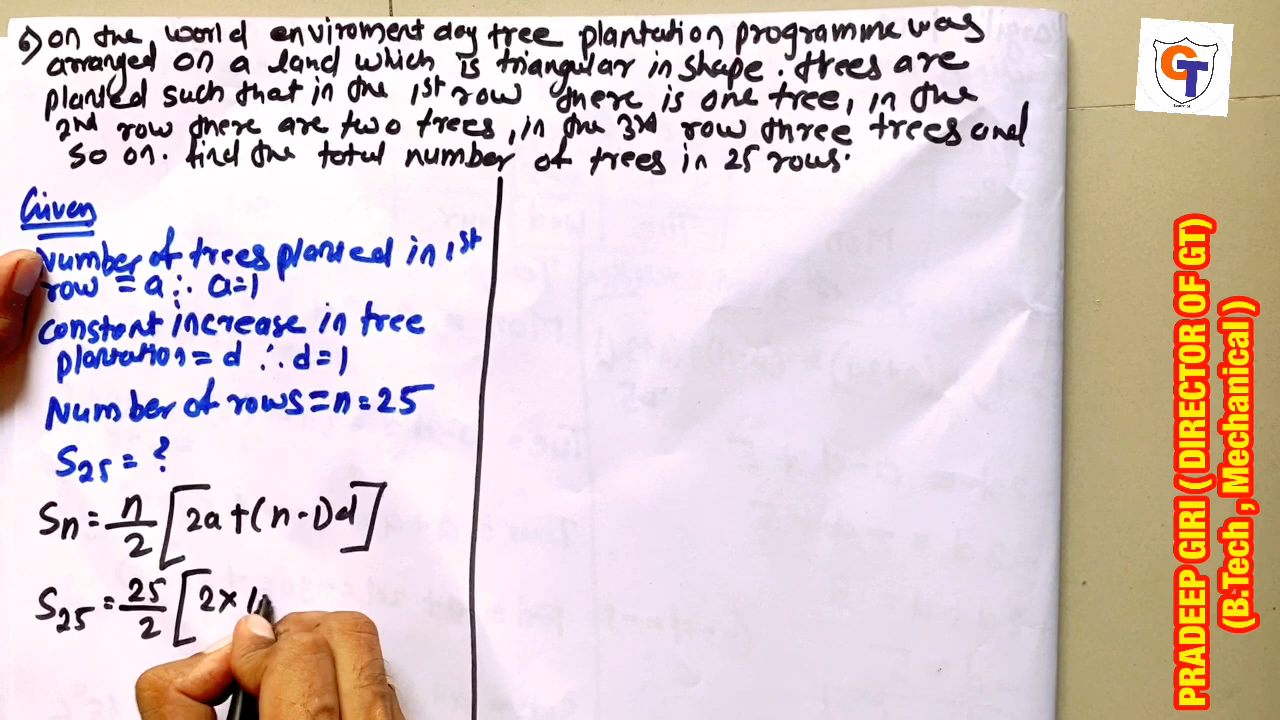 6) on the world enviroment day tree plantation programme was
arranged on a land which is triangular in shape. trees are
planted such that in the 1st row there is one tree, in the
2nd row there are two trees, in the 3rd row three trees and
so on. find the total number of trees in 25 rows.
Given
Number of trees planted in 1st
row = a ∴ a=1
constant increase in tree
plantation = d ∴ d=1
Number of rows = n = 25
S25 = ?
Sn = n/2 [2a+(n-1)d]
S25 = 25/2 [2×1
GT
PRADEEP GIRI ( DIRECTOR OF GT)
(B.Tech , Mechanical )